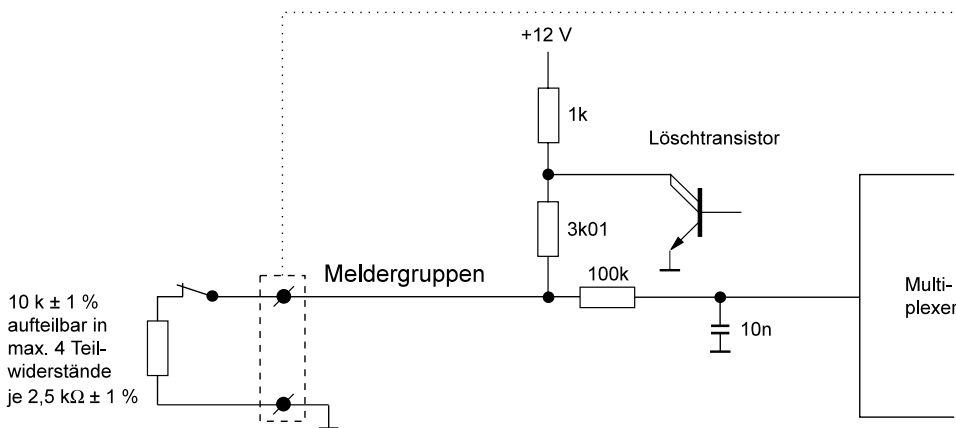 +12 V
1k
Löschtransistor
3k01
Meldergruppen
100k
10 k ± 1 %
aufteilbar in
max. 4 Teil-
widerstände
je 2,5 kΩ ± 1 %
10n
Multi-
plexer